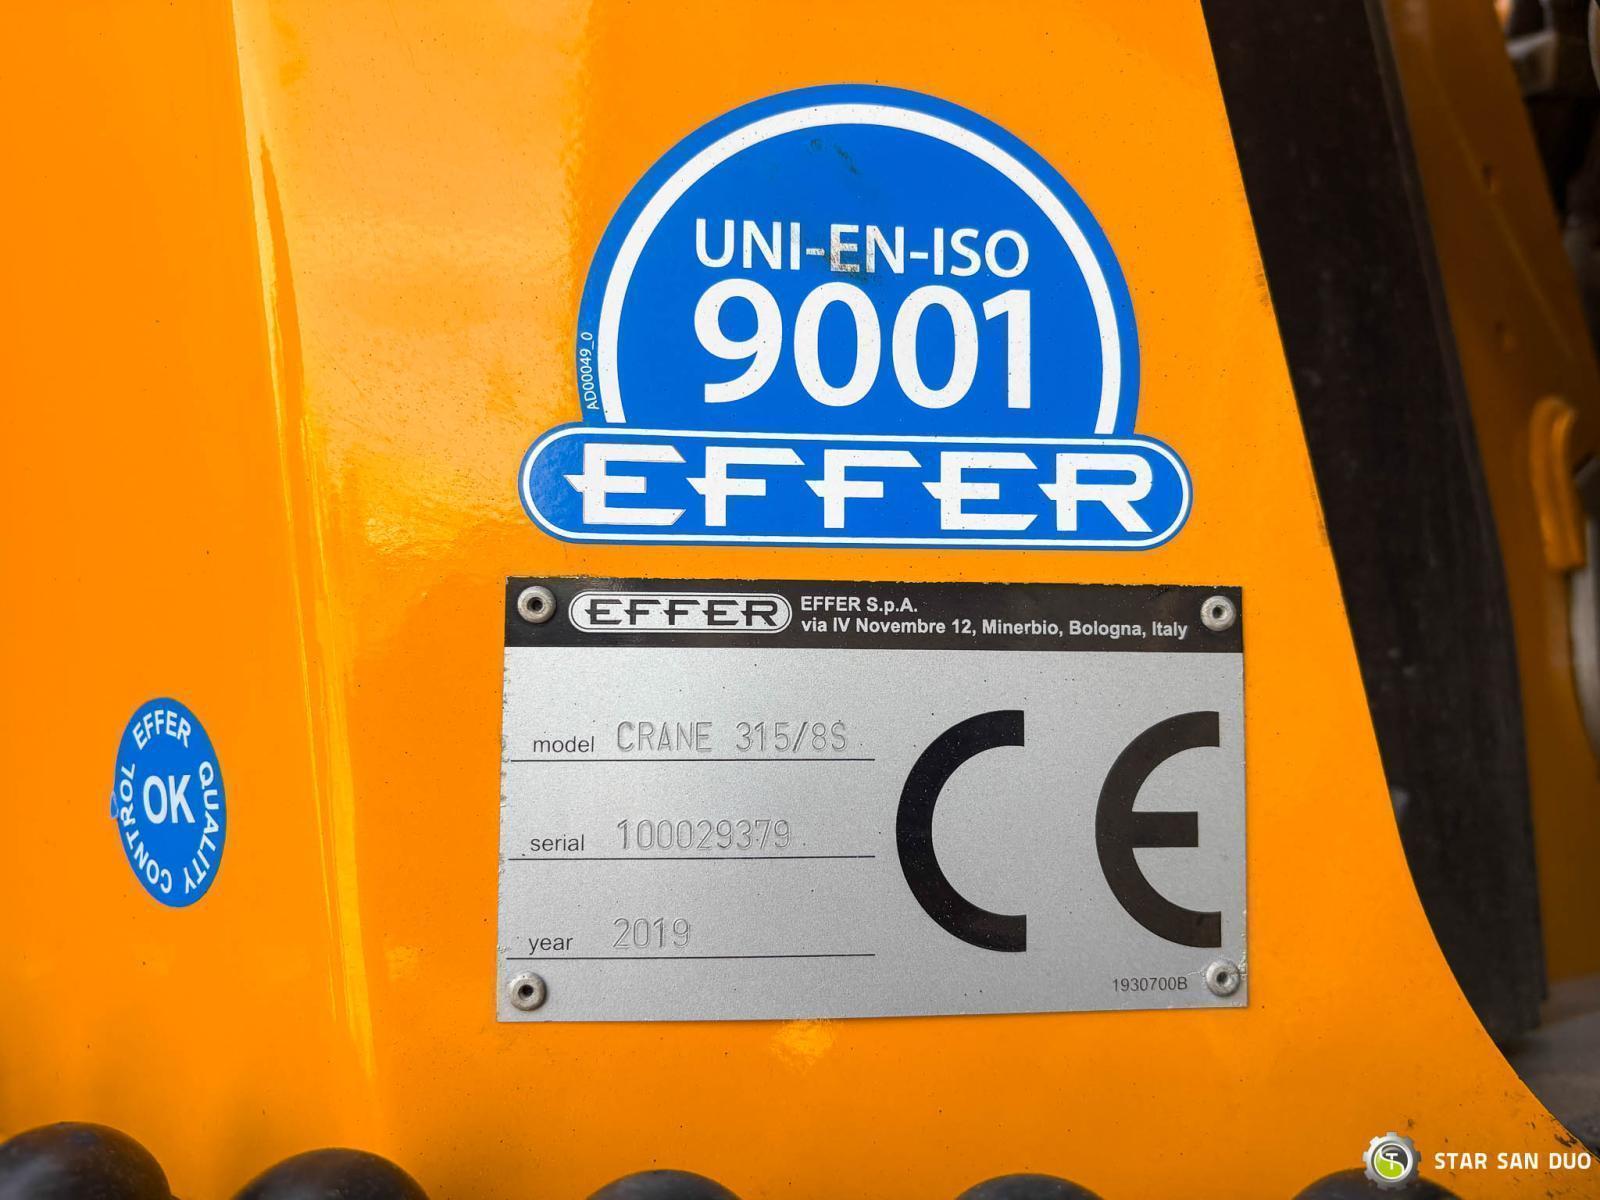 UNI-EN-ISO
9001
AD00049_0
EFFER
EFFER
EFFER S.p.A.
via IV Novembre 12, Minerbio, Bologna, Italy
model CRANE 315/8S
serial 100029379
year 2019
CE
1930700B
EFFER
OK
QUALITY CONTROL
STAR SAN DUO